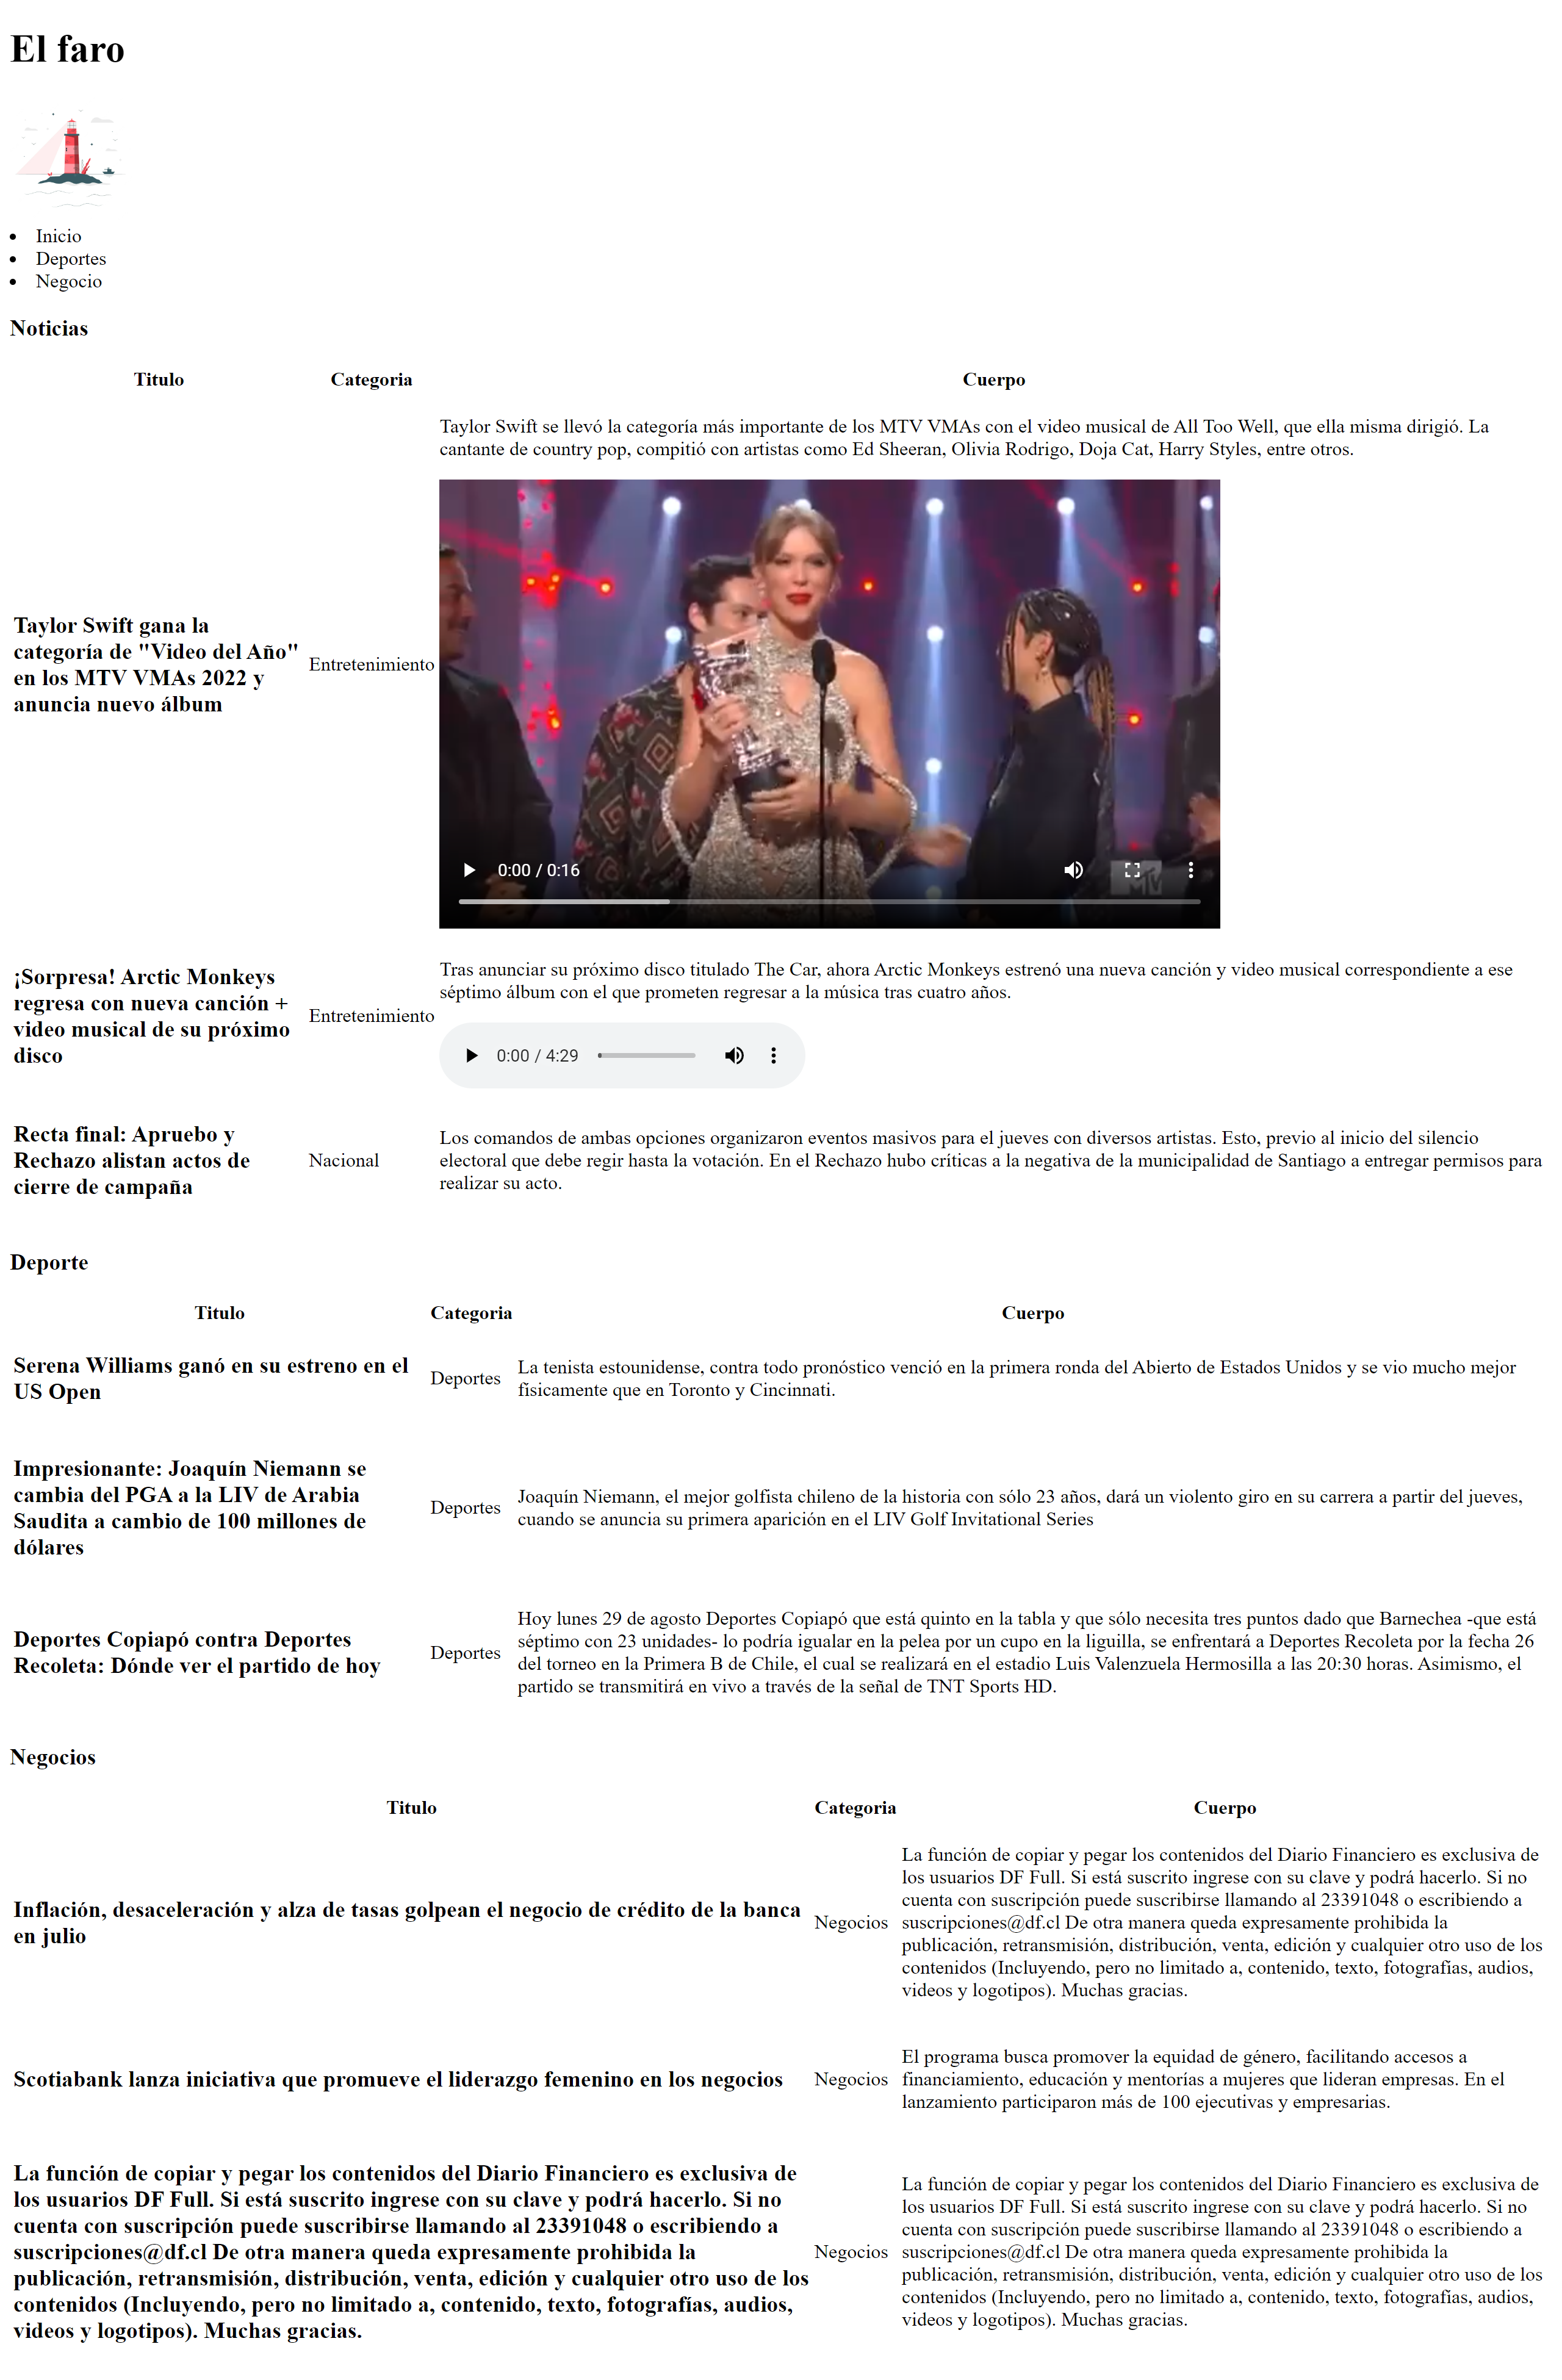 El faro
Inicio
Deportes
Negocio
Noticias
Titulo
Categoria
Cuerpo
Taylor Swift gana la
categoría de "Video del Año"
en los MTV VMAs 2022 y
anuncia nuevo álbum
Entretenimiento
Taylor Swift se llevó la categoría más importante de los MTV VMAs con el video musical de All Too Well, que ella misma dirigió. La
cantante de country pop, compitió con artistas como Ed Sheeran, Olivia Rodrigo, Doja Cat, Harry Styles, entre otros.
0:00 / 0:16
MTV
¡Sorpresa! Arctic Monkeys
regresa con nueva canción +
video musical de su próximo
disco
Entretenimiento
Tras anunciar su próximo disco titulado The Car, ahora Arctic Monkeys estrenó una nueva canción y video musical correspondiente a ese
séptimo álbum con el que prometen regresar a la música tras cuatro años.
0:00 / 4:29
Recta final: Apruebo y
Rechazo alistan actos de
cierre de campaña
Nacional
Los comandos de ambas opciones organizaron eventos masivos para el jueves con diversos artistas. Esto, previo al inicio del silencio
electoral que debe regir hasta la votación. En el Rechazo hubo críticas a la negativa de la municipalidad de Santiago a entregar permisos para
realizar su acto.
Deporte
Titulo
Categoria
Cuerpo
Serena Williams ganó en su estreno en el
US Open
Deportes
La tenista estounidense, contra todo pronóstico venció en la primera ronda del Abierto de Estados Unidos y se vio mucho mejor
físicamente que en Toronto y Cincinnati.
Impresionante: Joaquín Niemann se
cambia del PGA a la LIV de Arabia
Saudita a cambio de 100 millones de
dólares
Deportes
Joaquín Niemann, el mejor golfista chileno de la historia con sólo 23 años, dará un violento giro en su carrera a partir del jueves,
cuando se anuncia su primera aparición en el LIV Golf Invitational Series
Deportes Copiapó contra Deportes
Recoleta: Dónde ver el partido de hoy
Deportes
Hoy lunes 29 de agosto Deportes Copiapó que está quinto en la tabla y que sólo necesita tres puntos dado que Barnechea -que está
séptimo con 23 unidades- lo podría igualar en la pelea por un cupo en la liguilla, se enfrentará a Deportes Recoleta por la fecha 26
del torneo en la Primera B de Chile, el cual se realizará en el estadio Luis Valenzuela Hermosilla a las 20:30 horas. Asimismo, el
partido se transmitirá en vivo a través de la señal de TNT Sports HD.
Negocios
Titulo
Categoria
Cuerpo
Inflación, desaceleración y alza de tasas golpean el negocio de crédito de la banca
en julio
Negocios
La función de copiar y pegar los contenidos del Diario Financiero es exclusiva de
los usuarios DF Full. Si está suscrito ingrese con su clave y podrá hacerlo. Si no
cuenta con suscripción puede suscribirse llamando al 23391048 o escribiendo a
suscripciones@df.cl De otra manera queda expresamente prohibida la
publicación, retransmisión, distribución, venta, edición y cualquier otro uso de los
contenidos (Incluyendo, pero no limitado a, contenido, texto, fotografías, audios,
videos y logotipos). Muchas gracias.
Scotiabank lanza iniciativa que promueve el liderazgo femenino en los negocios
Negocios
El programa busca promover la equidad de género, facilitando accesos a
financiamiento, educación y mentorías a mujeres que lideran empresas. En el
lanzamiento participaron más de 100 ejecutivas y empresarias.
La función de copiar y pegar los contenidos del Diario Financiero es exclusiva de
los usuarios DF Full. Si está suscrito ingrese con su clave y podrá hacerlo. Si no
cuenta con suscripción puede suscribirse llamando al 23391048 o escribiendo a
suscripciones@df.cl De otra manera queda expresamente prohibida la
publicación, retransmisión, distribución, venta, edición y cualquier otro uso de los
contenidos (Incluyendo, pero no limitado a, contenido, texto, fotografías, audios,
videos y logotipos). Muchas gracias.
Negocios
La función de copiar y pegar los contenidos del Diario Financiero es exclusiva de
los usuarios DF Full. Si está suscrito ingrese con su clave y podrá hacerlo. Si no
cuenta con suscripción puede suscribirse llamando al 23391048 o escribiendo a
suscripciones@df.cl De otra manera queda expresamente prohibida la
publicación, retransmisión, distribución, venta, edición y cualquier otro uso de los
contenidos (Incluyendo, pero no limitado a, contenido, texto, fotografías, audios,
videos y logotipos). Muchas gracias.